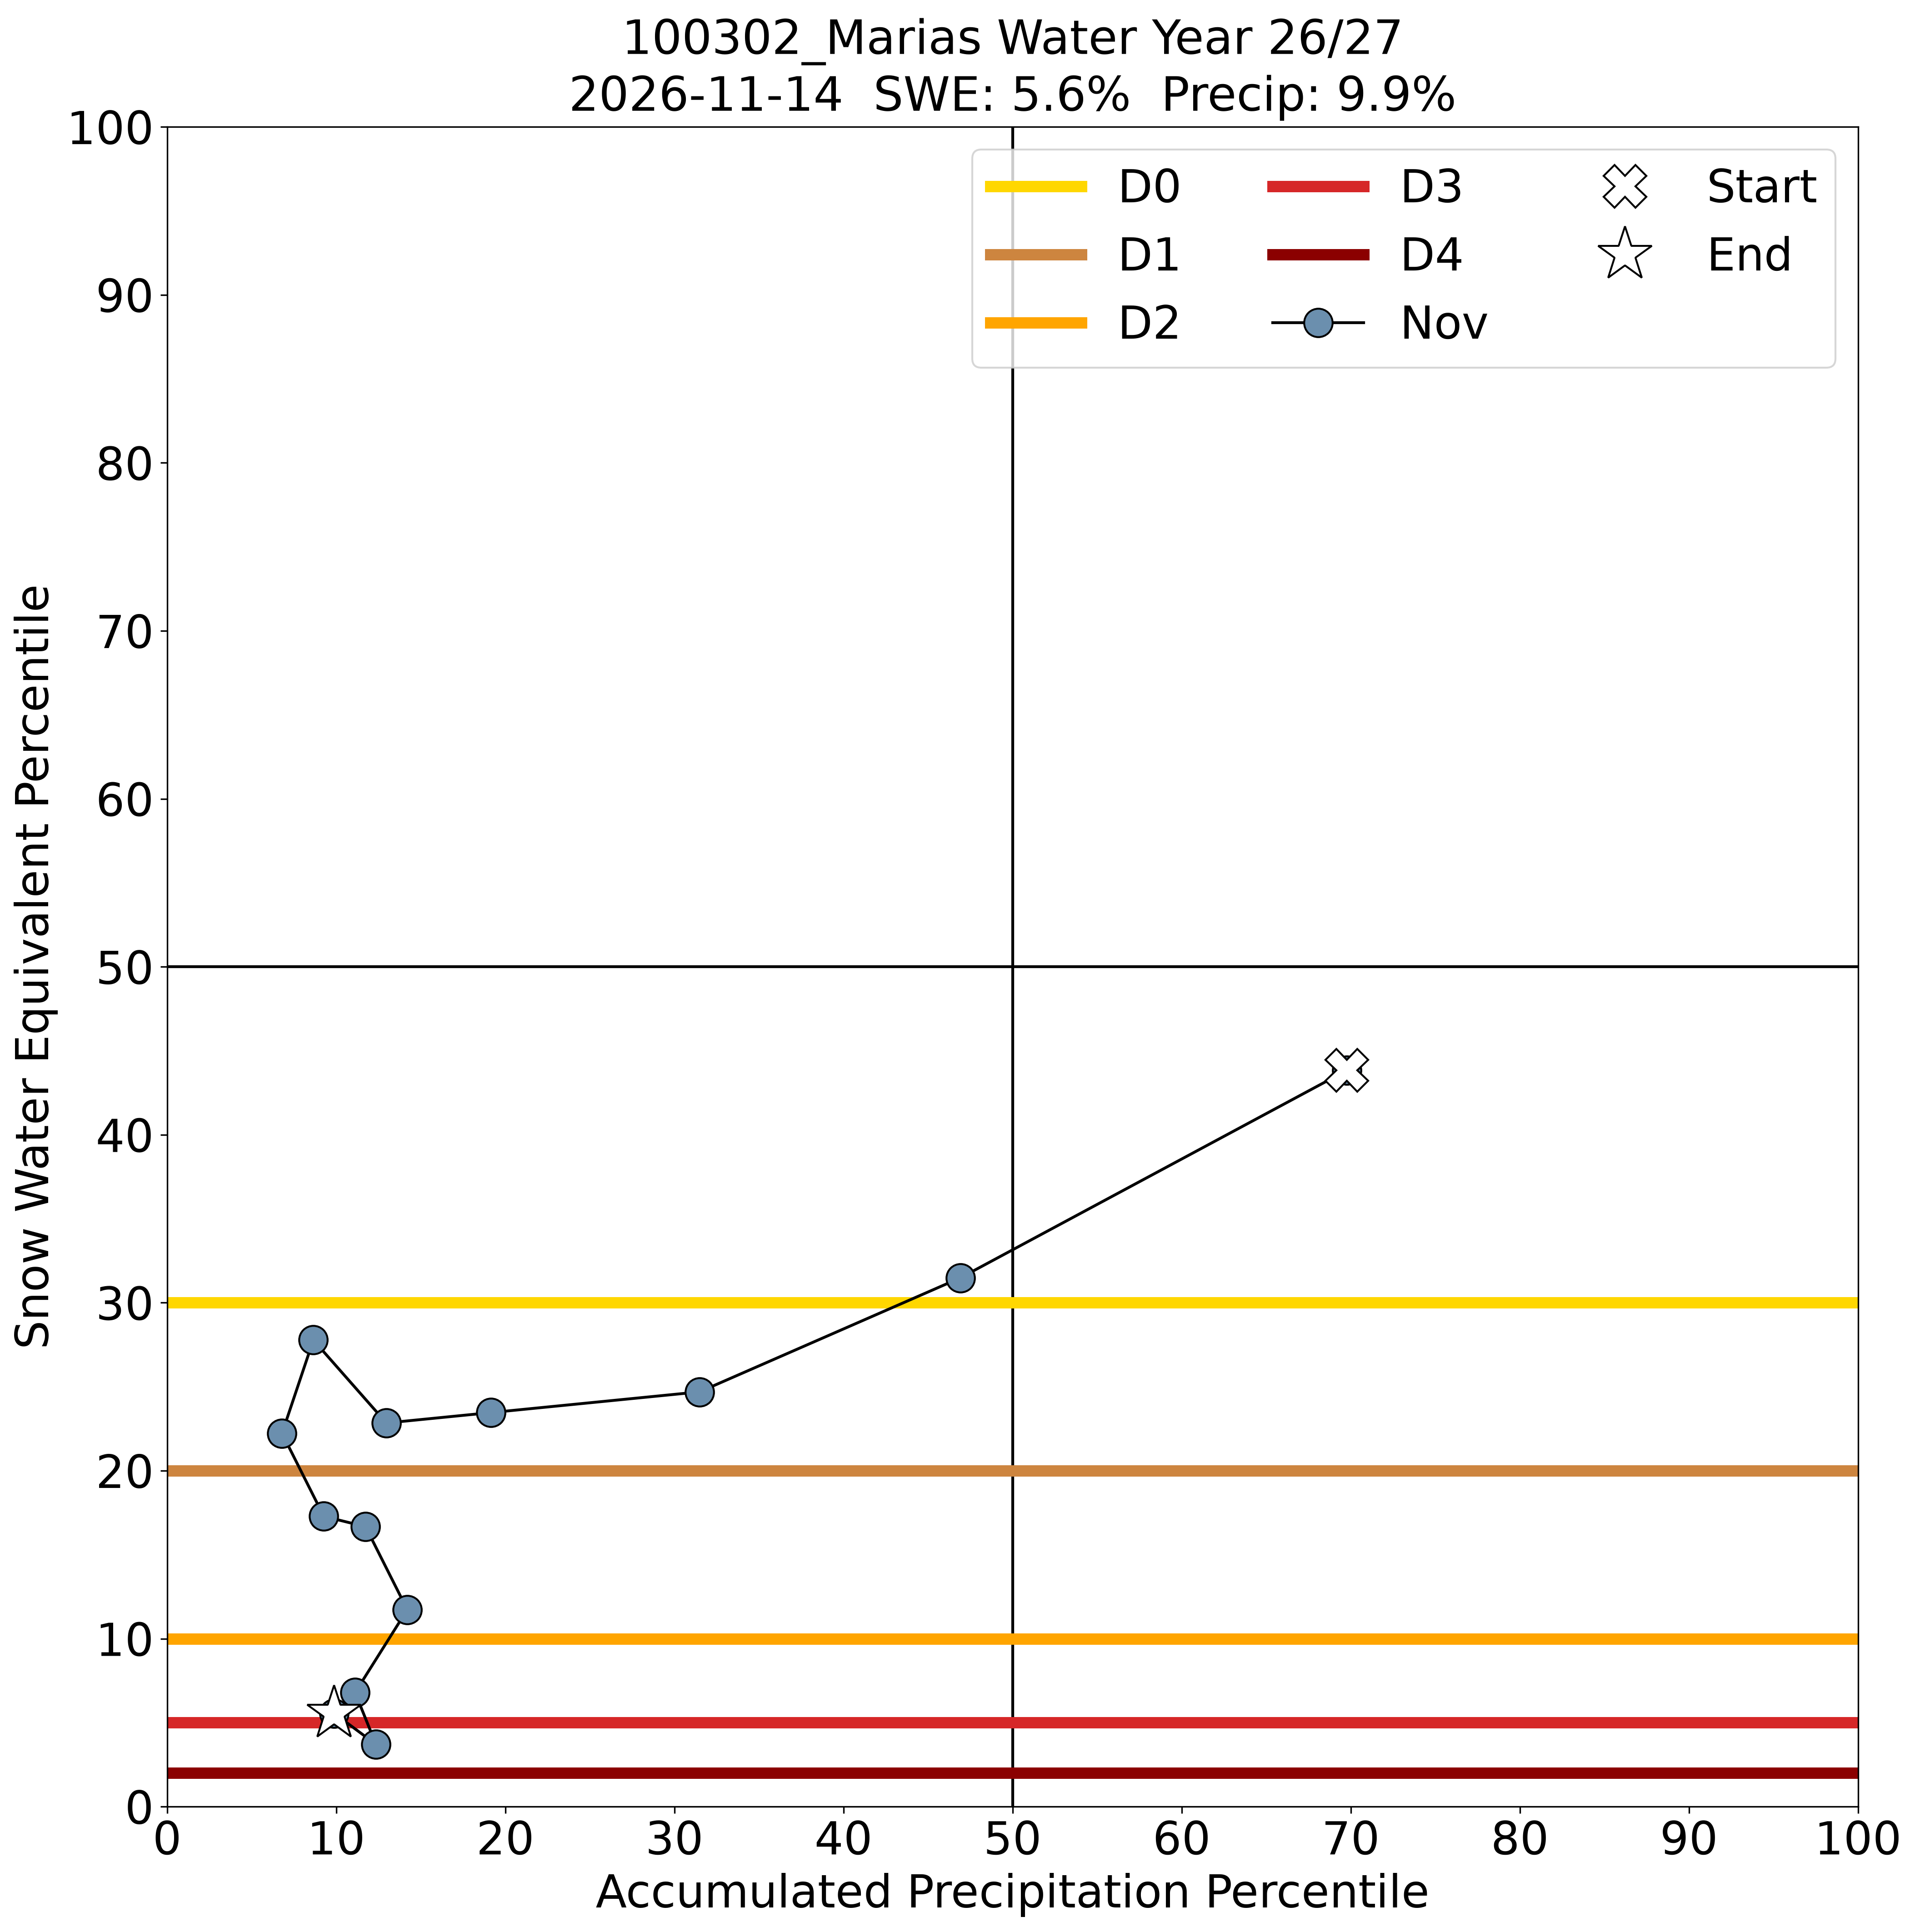 100302_Marias Water Year 26/27
2026-11-14  SWE: 5.6%  Precip: 9.9%
D0
D1
D2
D3
D4
Nov
Start
End
Snow Water Equivalent Percentile
100
90
80
70
60
50
40
30
20
10
0
0 10 20 30 40 50 60 70 80 90 100
Accumulated Precipitation Percentile